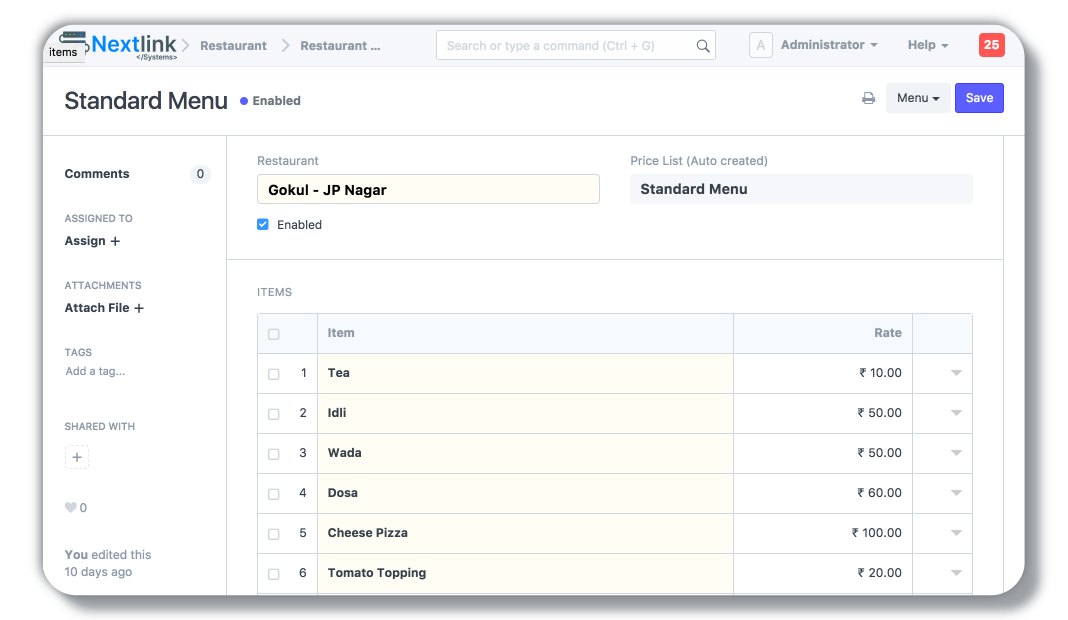 items
Nextlink
</Systems>
Restaurant
Restaurant ...
Search or type a command (Ctrl + G)
A
Administrator
Help
25
Standard Menu
Enabled
Menu
Save
Comments
0
ASSIGNED TO
Assign +
ATTACHMENTS
Attach File +
TAGS
Add a tag...
SHARED WITH
+
0
You edited this
10 days ago
Restaurant
Gokul - JP Nagar
Enabled
Price List (Auto created)
Standard Menu
ITEMS
Item Rate
1 Tea ₹ 10.00
2 Idli ₹ 50.00
3 Wada ₹ 50.00
4 Dosa ₹ 60.00
5 Cheese Pizza ₹ 100.00
6 Tomato Topping ₹ 20.00